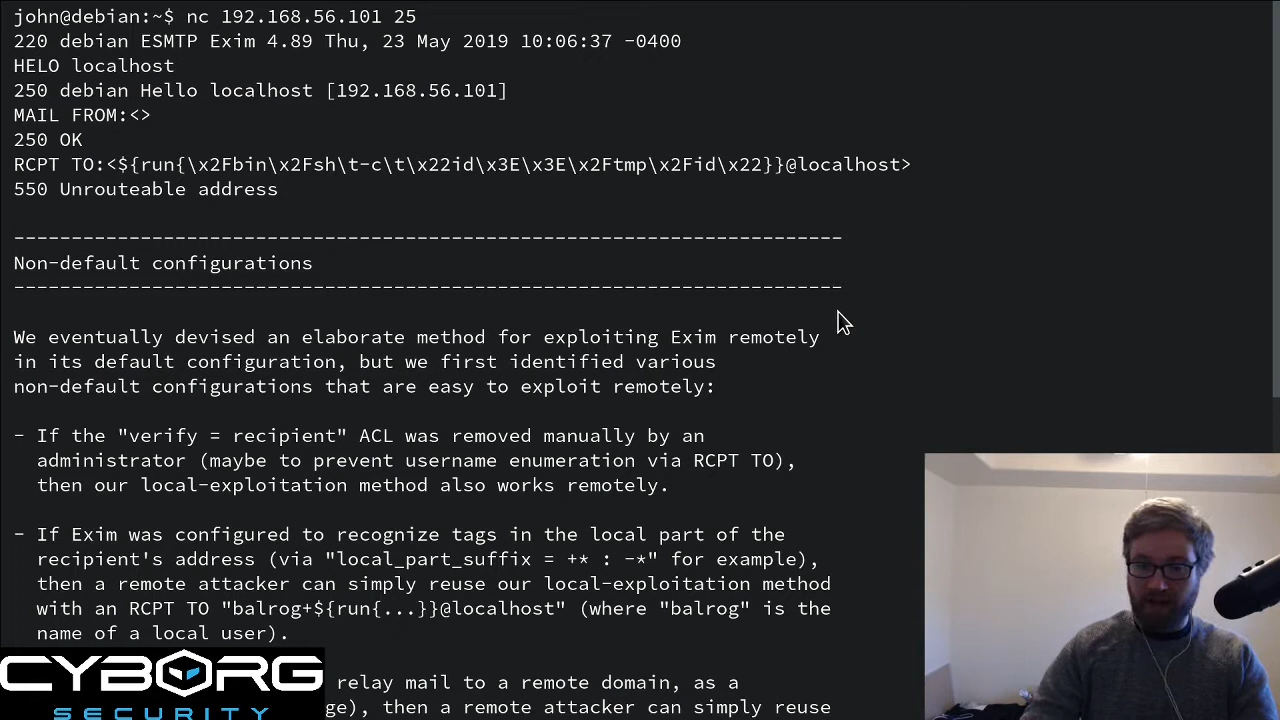 john@debian:~$ nc 192.168.56.101 25
220 debian ESMTP Exim 4.89 Thu, 23 May 2019 10:06:37 -0400
HELO localhost
250 debian Hello localhost [192.168.56.101]
MAIL FROM:<>
250 OK
RCPT TO:<${run{\x2Fbin\x2Fsh\t-c\t\x22id\x3E\x3E\x2Ftmp\x2Fid\x22}}@localhost>
550 Unrouteable address
------------------------------------------------------------------------
Non-default configurations
------------------------------------------------------------------------
We eventually devised an elaborate method for exploiting Exim remotely
in its default configuration, but we first identified various
non-default configurations that are easy to exploit remotely:
- If the "verify = recipient" ACL was removed manually by an
administrator (maybe to prevent username enumeration via RCPT TO),
then our local-exploitation method also works remotely.
- If Exim was configured to recognize tags in the local part of the
recipient's address (via "local_part_suffix = +* : -*" for example),
then a remote attacker can simply reuse our local-exploitation method
with an RCPT TO "balrog+${run{...}}@localhost" (where "balrog" is the
name of a local user).
relay mail to a remote domain, as a
ge), then a remote attacker can simply reuse
CYBORG
SECURITY